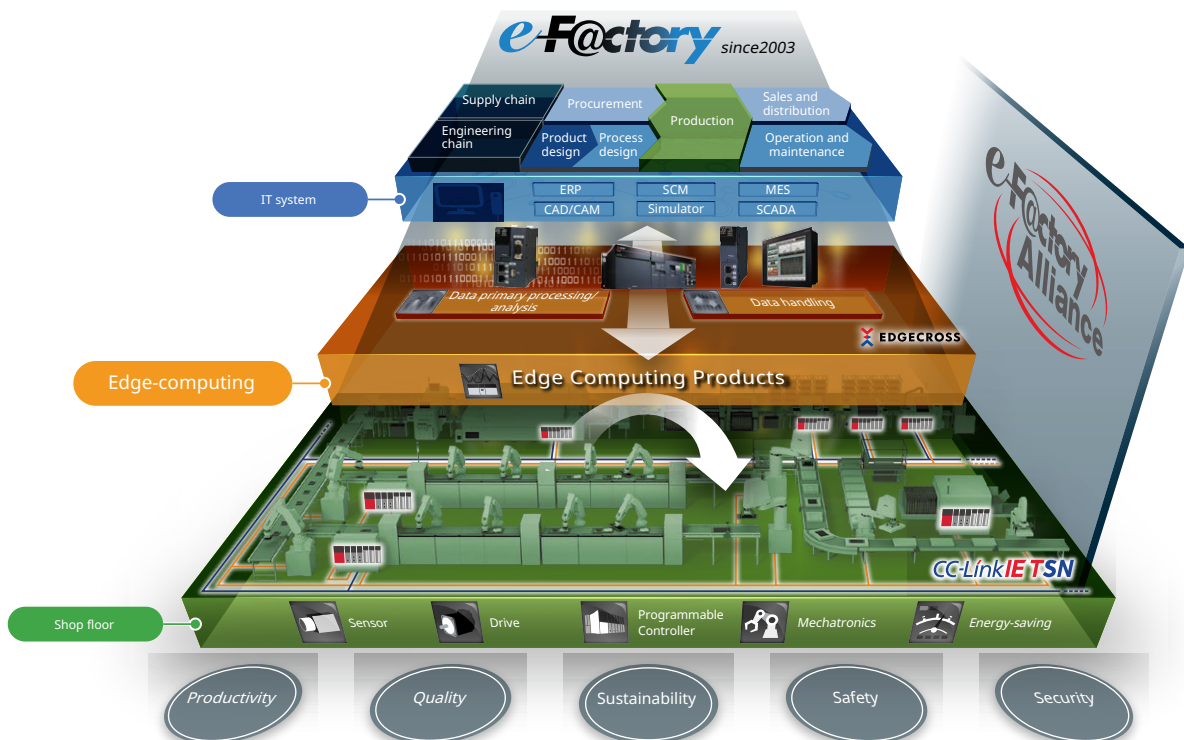 e-F@ctory since2003
Supply chain
Procurement
Production
Sales and
distribution
Engineering
chain
Product
design
Process
design
Operation and
maintenance
IT system
ERP
SCM
MES
CAD/CAM
Simulator
SCADA
Data primary processing/
analysis
Data handling
EDGECROSS
Edge-computing
Edge Computing Products
e-F@ctory
Alliance
CC-Link IE TSN
Shop floor
Sensor
Drive
Programmable
Controller
Mechatronics
Energy-saving
Productivity
Quality
Sustainability
Safety
Security